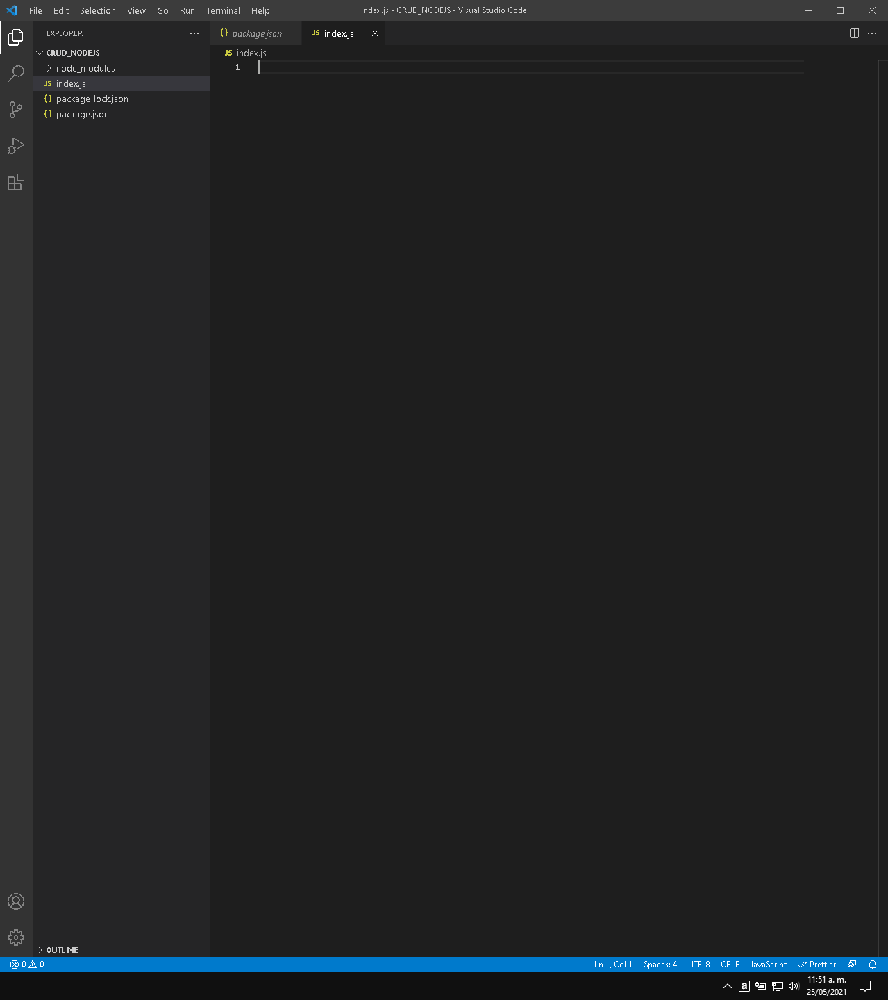 File Edit Selection View Go Run Terminal Help index.js - CRUD_NODEJS - Visual Studio Code
EXPLORER
CRUD_NODEJS
node_modules
JS index.js
{} package-lock.json
{} package.json
{} package.json JS index.js
JS index.js
1
OUTLINE
0 0 Ln 1, Col 1 Spaces: 4 UTF-8 CRLF JavaScript Prettier
a 11:51 a. m.
25/05/2021